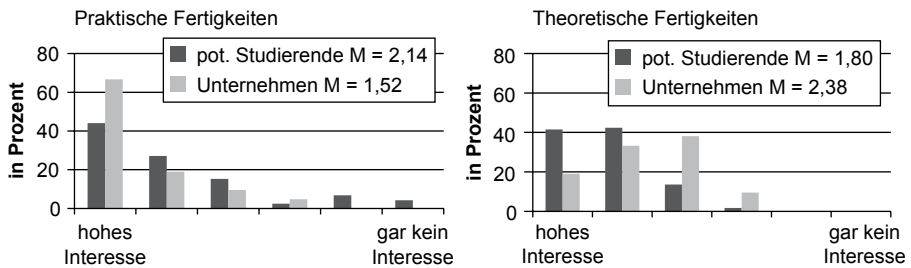 Praktische Fertigkeiten
80
60
40
20
0
in Prozent
pot. Studierende M = 2,14
Unternehmen M = 1,52
hohes
Interesse
gar kein
Interesse
Theoretische Fertigkeiten
80
60
40
20
0
in Prozent
pot. Studierende M = 1,80
Unternehmen M = 2,38
hohes
Interesse
gar kein
Interesse